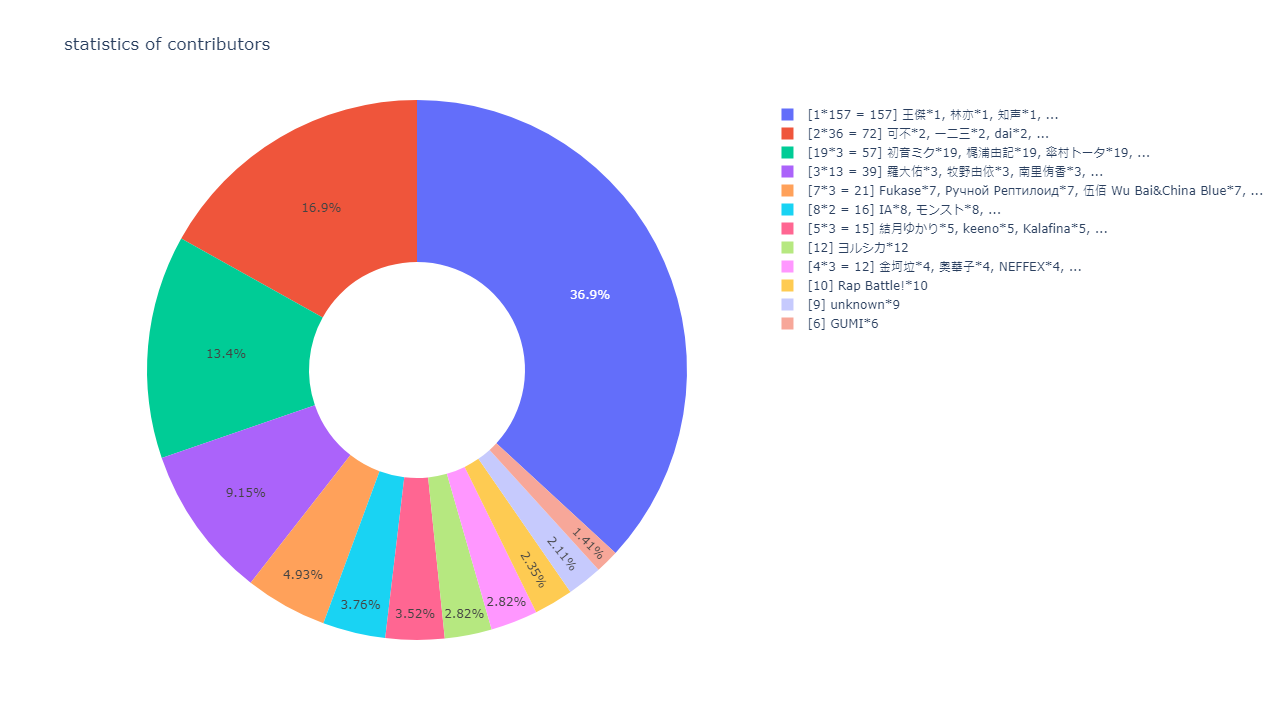 statistics of contributors
36.9%
16.9%
13.4%
9.15%
4.93%
3.76%
3.52%
2.82%
2.82%
2.35%
2.11%
1.41%
[1*157 = 157] 王傑*1, 林亦*1, 知声*1, ...
[2*36 = 72] 可不*2, 一二三*2, dai*2, ...
[19*3 = 57] 初音ミク*19, 梶浦由記*19, 傘村トータ*19, ...
[3*13 = 39] 羅大佑*3, 牧野由依*3, 南里侑香*3, ...
[7*3 = 21] Fukase*7, Ручной Рептилоид*7, 伍佰 Wu Bai&China Blue*7, ...
[8*2 = 16] IA*8, モンスト*8, ...
[5*3 = 15] 結月ゆかり*5, keeno*5, Kalafina*5, ...
[12] ヨルシカ*12
[4*3 = 12] 金坷垃*4, 奥華子*4, NEFFEX*4, ...
[10] Rap Battle!*10
[9] unknown*9
[6] GUMI*6